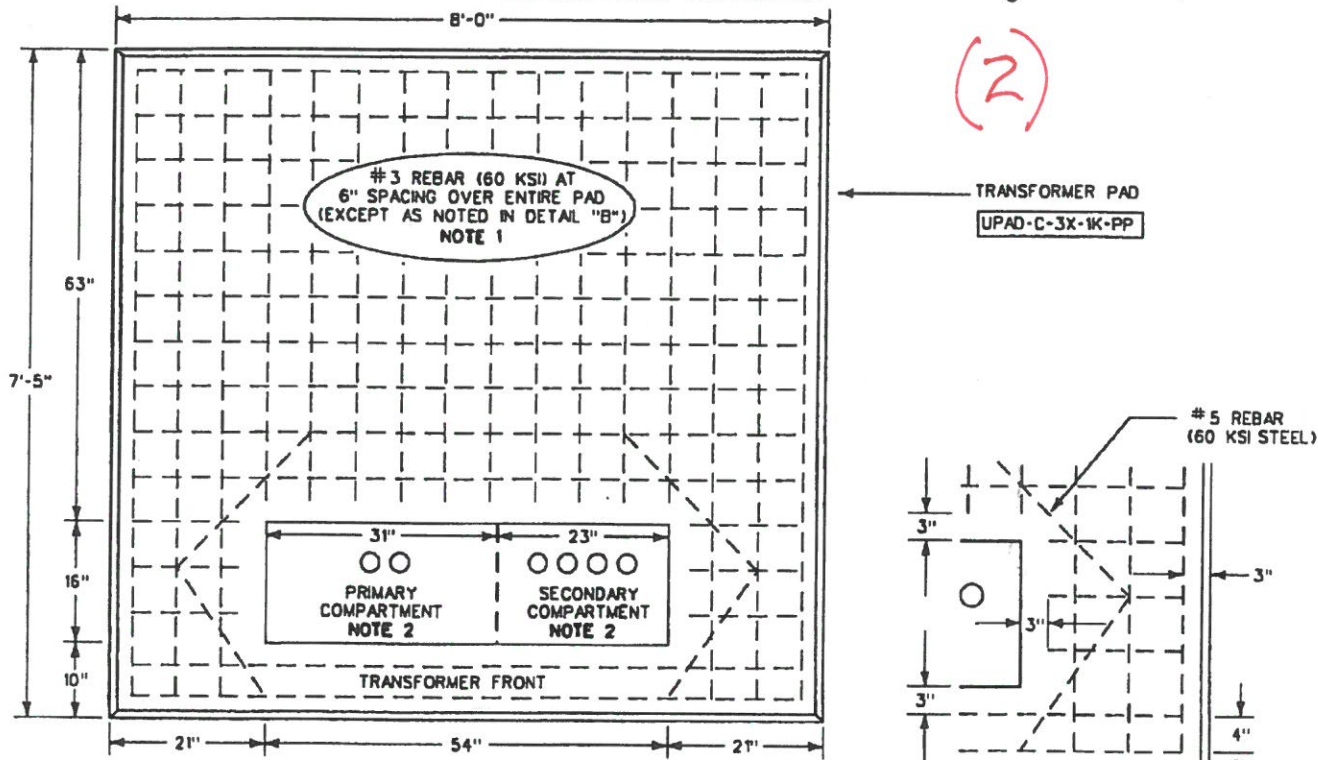 8'-0"
(2)
#3 REBAR (60 KSI) AT
6" SPACING OVER ENTIRE PAD
(EXCEPT AS NOTED IN DETAIL "B")
NOTE 1
TRANSFORMER PAD
UPAD-C-3X-1K-PP
63"
7'-5"
#5 REBAR
(60 KSI STEEL)
3"
31"
23"
16"
PRIMARY
COMPARTMENT
NOTE 2
SECONDARY
COMPARTMENT
NOTE 2
3"
3"
10"
TRANSFORMER FRONT
3"
4"
21"
54"
21"